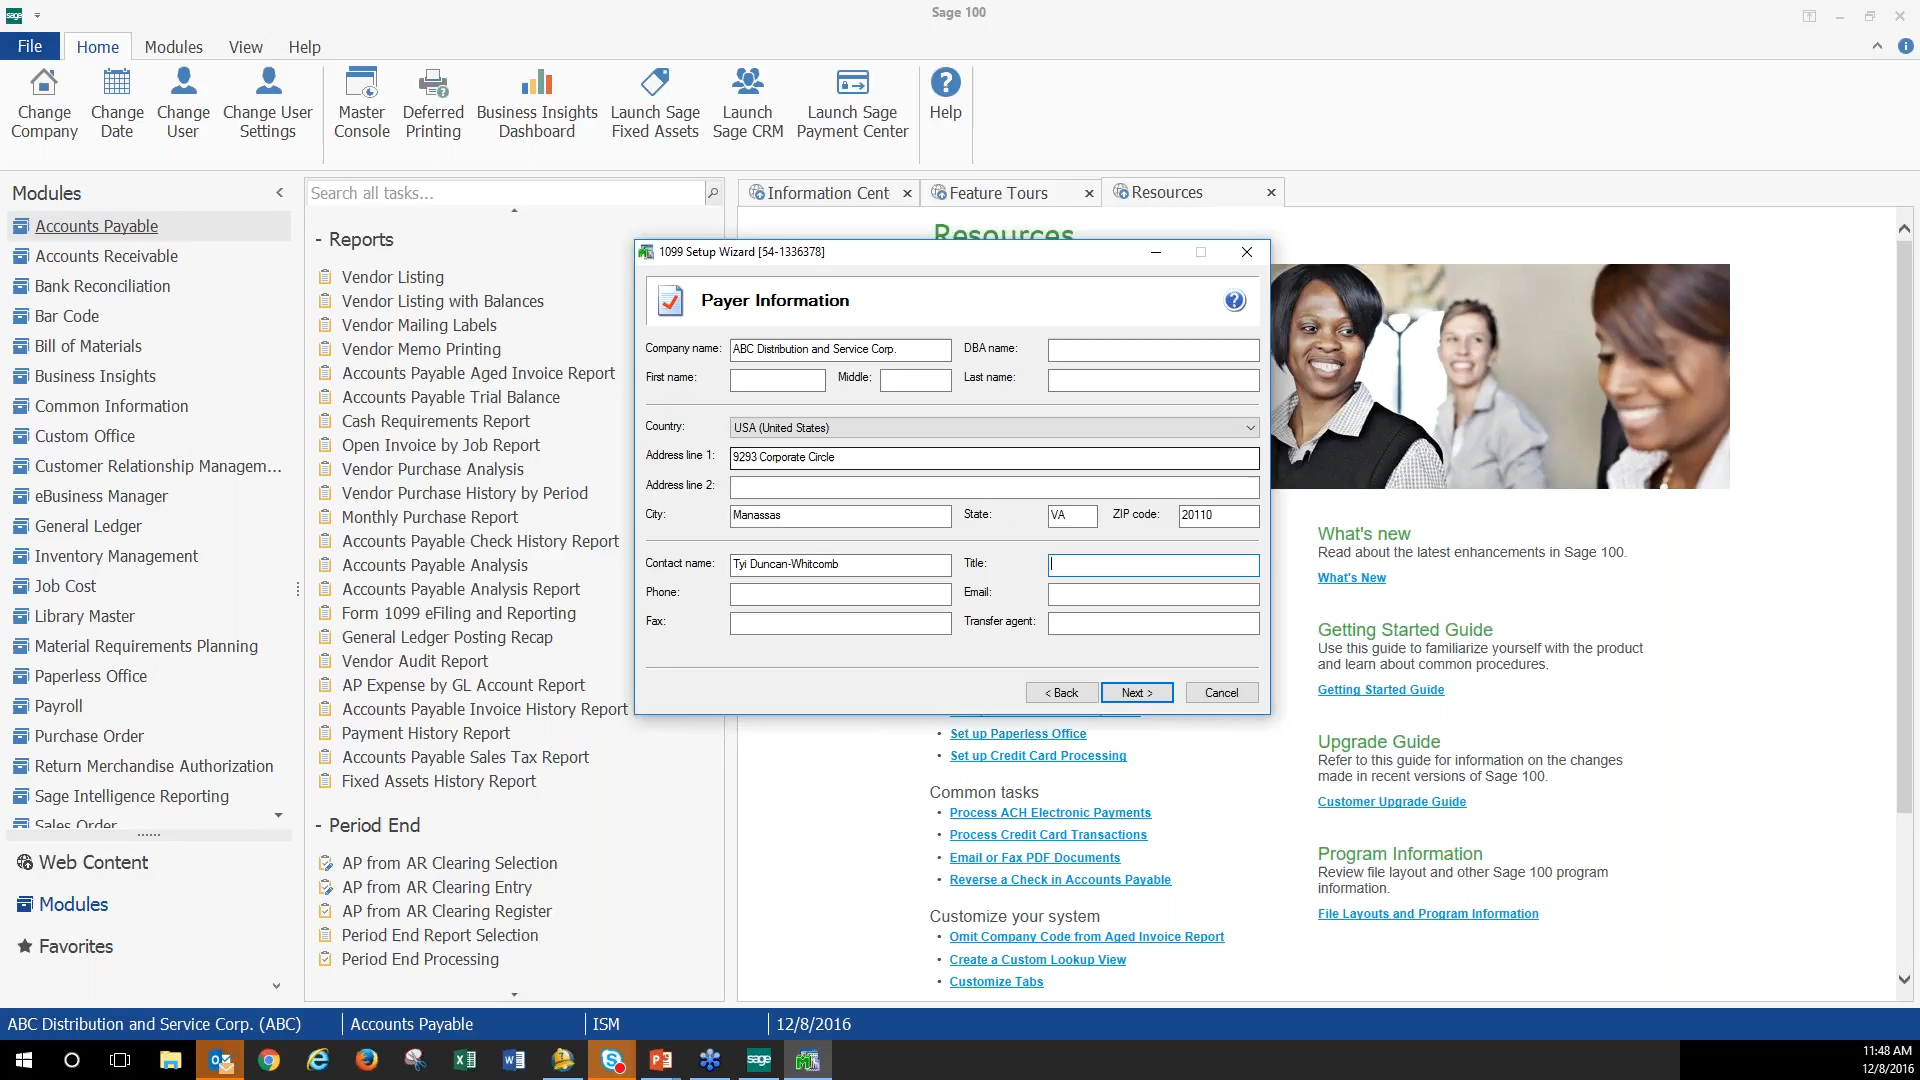 sage
Sage 100
File
Home
Modules
View
Help
Change Company
Change Date
Change User
Change User Settings
Master Console
Deferred Printing
Business Insights Dashboard
Launch Sage Fixed Assets
Launch Sage CRM
Launch Sage Payment Center
Help
Modules
Accounts Payable
Accounts Receivable
Bank Reconciliation
Bar Code
Bill of Materials
Business Insights
Common Information
Custom Office
Customer Relationship Managem...
eBusiness Manager
General Ledger
Inventory Management
Job Cost
Library Master
Material Requirements Planning
Paperless Office
Payroll
Purchase Order
Return Merchandise Authorization
Sage Intelligence Reporting
Sales Order
Web Content
Modules
Favorites
Search all tasks...
- Reports
Vendor Listing
Vendor Listing with Balances
Vendor Mailing Labels
Vendor Memo Printing
Accounts Payable Aged Invoice Report
Accounts Payable Trial Balance
Cash Requirements Report
Open Invoice by Job Report
Vendor Purchase Analysis
Vendor Purchase History by Period
Monthly Purchase Report
Accounts Payable Check History Report
Accounts Payable Analysis
Accounts Payable Analysis Report
Form 1099 eFiling and Reporting
General Ledger Posting Recap
Vendor Audit Report
AP Expense by GL Account Report
Accounts Payable Invoice History Report
Payment History Report
Accounts Payable Sales Tax Report
Fixed Assets History Report
- Period End
AP from AR Clearing Selection
AP from AR Clearing Entry
AP from AR Clearing Register
Period End Report Selection
Period End Processing
Information Cent
Feature Tours
Resources
Resources
1099 Setup Wizard [54-1336378]
Payer Information
Company name: ABC Distribution and Service Corp. DBA name:
First name: Middle: Last name:
Country: USA (United States)
Address line 1: 9293 Corporate Circle
Address line 2:
City: Manassas State: VA ZIP code: 20110
Contact name: Tyi Duncan-Whitcomb Title:
Phone: Email:
Fax: Transfer agent:
< Back Next > Cancel
• Set up Paperless Office
• Set up Credit Card Processing
Common tasks
• Process ACH Electronic Payments
• Process Credit Card Transactions
• Email or Fax PDF Documents
• Reverse a Check in Accounts Payable
Customize your system
• Omit Company Code from Aged Invoice Report
• Create a Custom Lookup View
• Customize Tabs
What's new
Read about the latest enhancements in Sage 100.
What's New
Getting Started Guide
Use this guide to familiarize yourself with the product
and learn about common procedures.
Getting Started Guide
Upgrade Guide
Refer to this guide for information on the changes
made in recent versions of Sage 100.
Customer Upgrade Guide
Program Information
Review file layout and other Sage 100 program
information.
File Layouts and Program Information
ABC Distribution and Service Corp. (ABC)
Accounts Payable
ISM
12/8/2016
sage
11:48 AM
12/8/2016